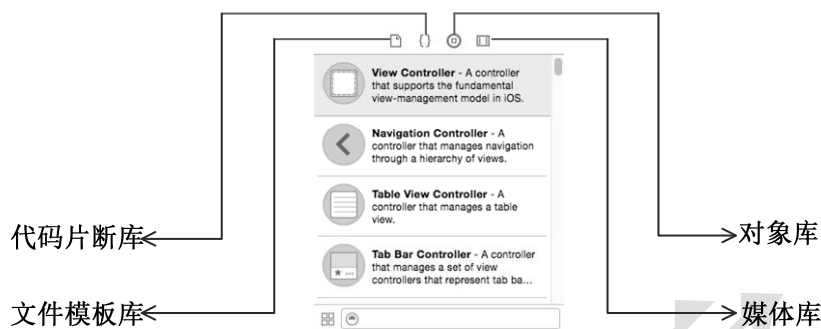 View Controller - A controller
that supports the fundamental
view-management model in iOS.
Navigation Controller - A
controller that manages navigation
through a hierarchy of views.
Table View Controller - A
controller that manages a table
view.
Tab Bar Controller - A controller
that manages a set of view
controllers that represent tab ba...
代码片断库
文件模板库
对象库
媒体库